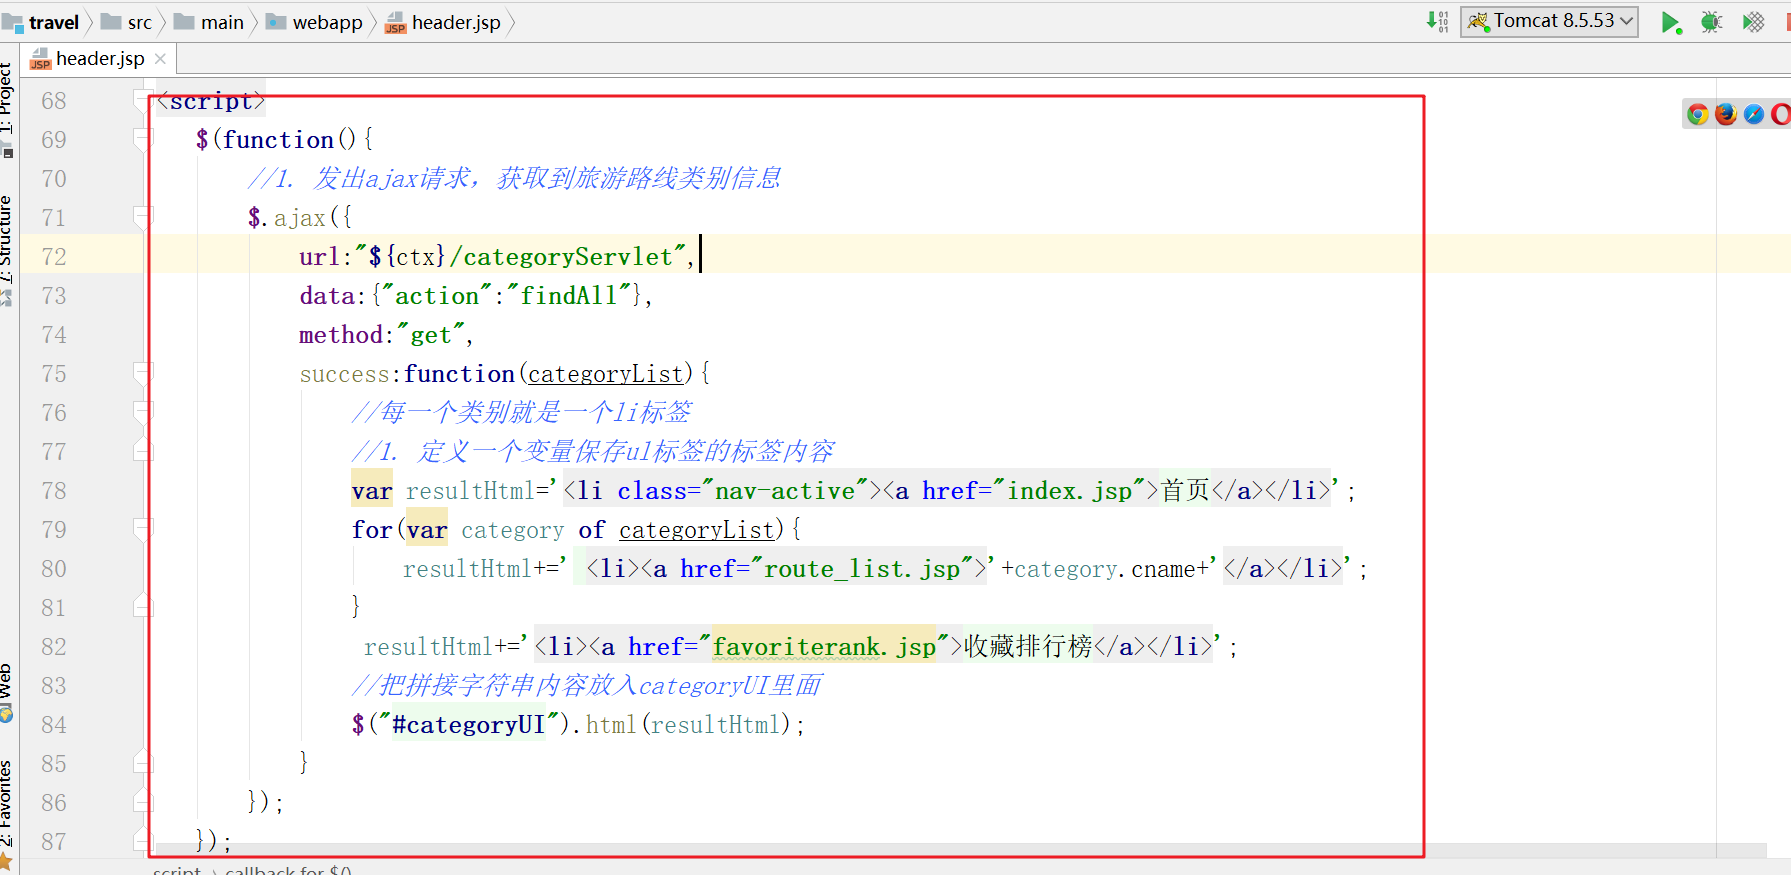 travel src main webapp header.jsp Tomcat 8.5.53
header.jsp
1: Project
7: Structure
Web
2: Favorites
68 <script>
69 $(function(){
70 //1. 发出ajax请求，获取到旅游路线类别信息
71 $.ajax({
72 url:"${ctx}/categoryServlet",
73 data:{"action":"findAll"},
74 method:"get",
75 success:function(categoryList){
76 //每一个类别就是一个li标签
77 //1. 定义一个变量保存ul标签的标签内容
78 var resultHtml='<li class="nav-active"><a href="index.jsp">首页</a></li>';
79 for(var category of categoryList){
80 resultHtml+=' <li><a href="route_list.jsp">'+category.cname+'</a></li>';
81 }
82 resultHtml+='<li><a href="favoriterank.jsp">收藏排行榜</a></li>';
83 //把拼接字符串内容放入categoryUI里面
84 $("#categoryUI").html(resultHtml);
85 }
86 });
87 });
script › callback for $()